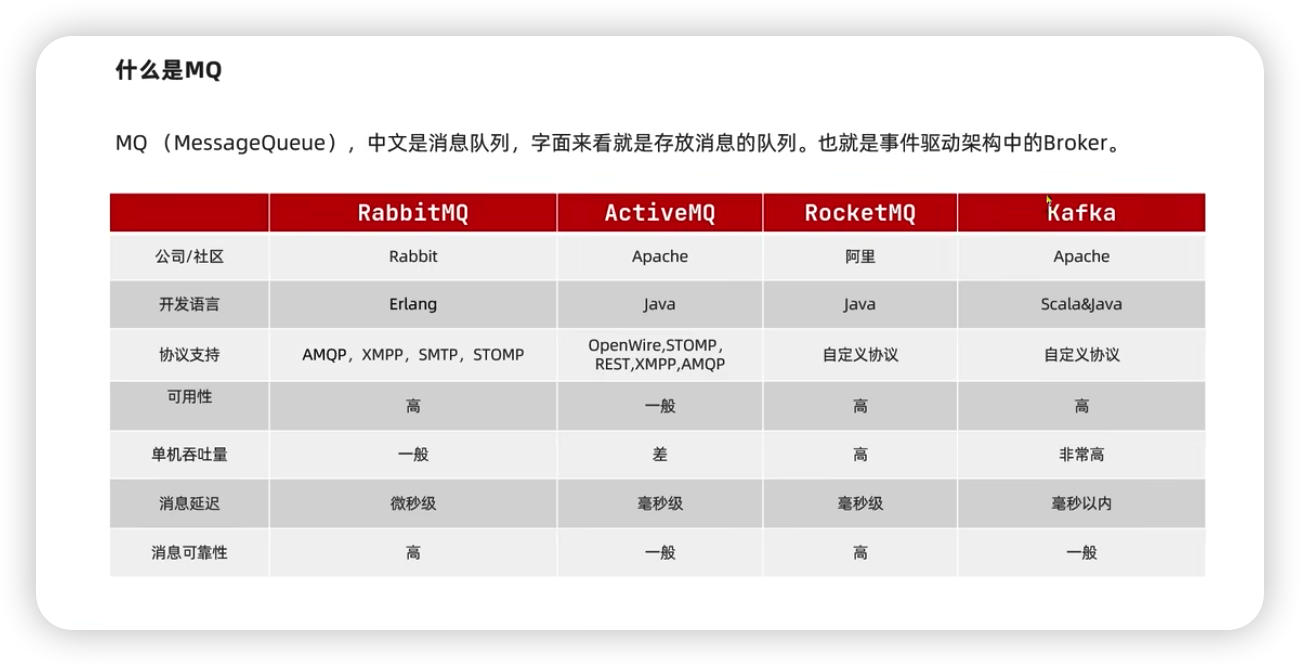 什么是MQ
MQ （MessageQueue），中文是消息队列，字面来看就是存放消息的队列。也就是事件驱动架构中的Broker。
RabbitMQ ActiveMQ RocketMQ Kafka
公司/社区 Rabbit Apache 阿里 Apache
开发语言 Erlang Java Java Scala&Java
协议支持 AMQP，XMPP，SMTP，STOMP OpenWire,STOMP， 自定义协议 自定义协议
REST,XMPP,AMQP
可用性 高 一般 高 高
单机吞吐量 一般 差 高 非常高
消息延迟 微秒级 毫秒级 毫秒级 毫秒以内
消息可靠性 高 一般 高 一般